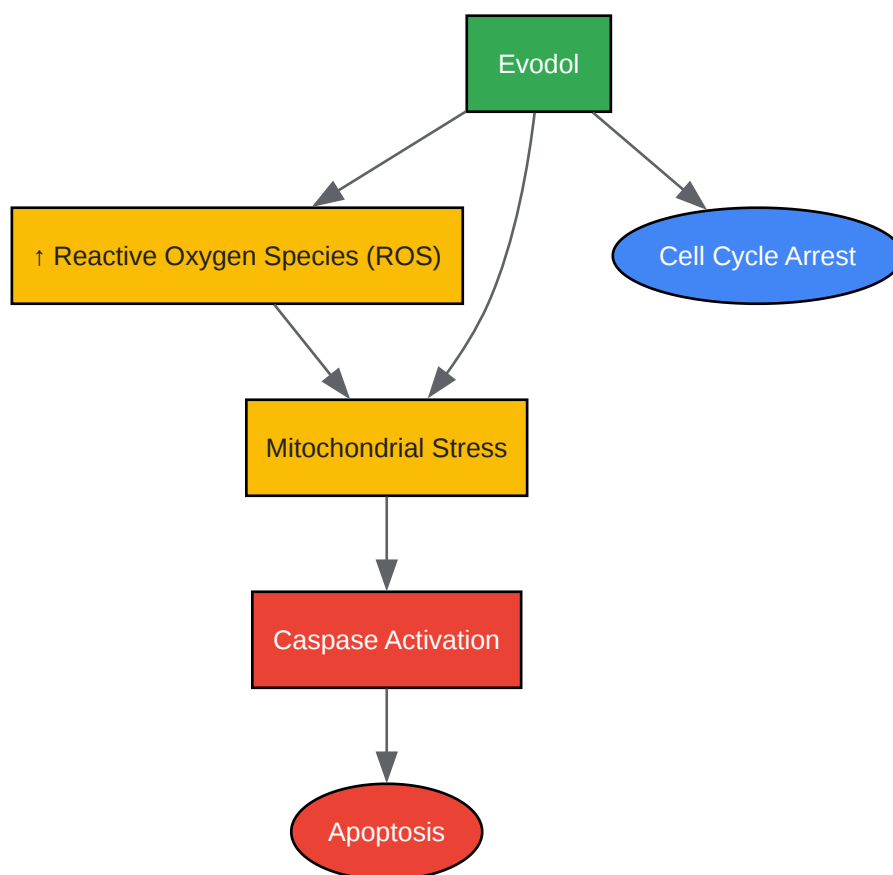 Evodol
↑ Reactive Oxygen Species (ROS)
Cell Cycle Arrest
Mitochondrial Stress
Caspase Activation
Apoptosis